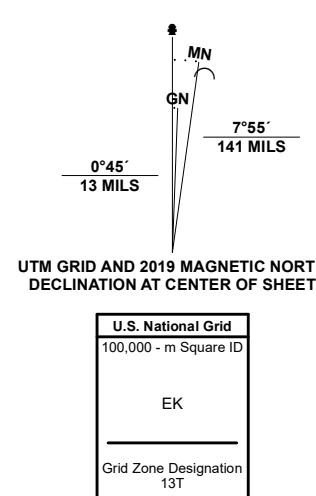 MN
GN
7°55´
141 MILS
0°45´
13 MILS
UTM GRID AND 2019 MAGNETIC NORT
DECLINATION AT CENTER OF SHEET
U.S. National Grid
100,000 - m Square ID
EK
Grid Zone Designation
13T